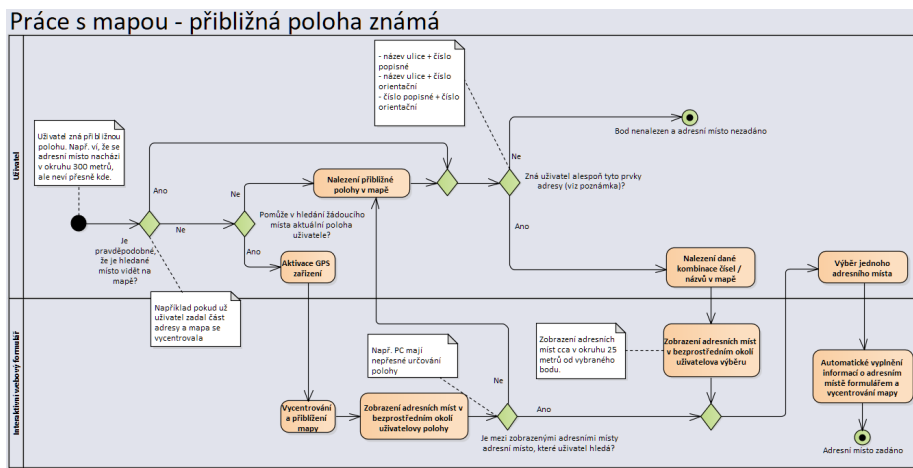 Práce s mapou - přibližná poloha známá
Uživatel
- název ulice + číslo
popisné
- název ulice + číslo
orientační
- číslo popisné + číslo
orientační
Uživatel zná přibližnou
polohu. Např. ví, že se
adresní místo nachází
v okruhu 300 metrů,
ale neví přesně kde.
Bod nenalezen a adresní místo nezadáno
Ne
Ano
Nalezení přibližné
polohy v mapě
Zná uživatel alespoň tyto prvky
adresy (viz poznámka)?
Ne
Ne
Pomůže v hledání žádoucího
místa aktuální poloha
uživatele?
Ano
Ano
Je
pravděpodobné,
že je hledané
místo vidět na
mapě?
Aktivace GPS
zařízení
Nalezení dané
kombinace čísel /
názvů v mapě
Výběr jednoho
adresního místa
Interaktivní webový formulář
Například pokud už
uživatel zadal část
adresy a mapa se
vycentrovala
Např. PC mají
nepřesné určování
polohy
Zobrazení adresních
míst cca v okruhu 25
metrů od vybraného
bodu.
Zobrazení adresních míst
v bezprostředním okolí
uživatelova výběru
Automatické vyplnění
informací o adresním
místě formulářem a
vycentrování mapy
Ne
Vycentrování
a přiblížení
mapy
Zobrazení adresních míst v
bezprostředním okolí
uživatelovy polohy
Ano
Je mezi zobrazenými adresními místy
adresní místo, které uživatel hledá?
Adresní místo zadáno